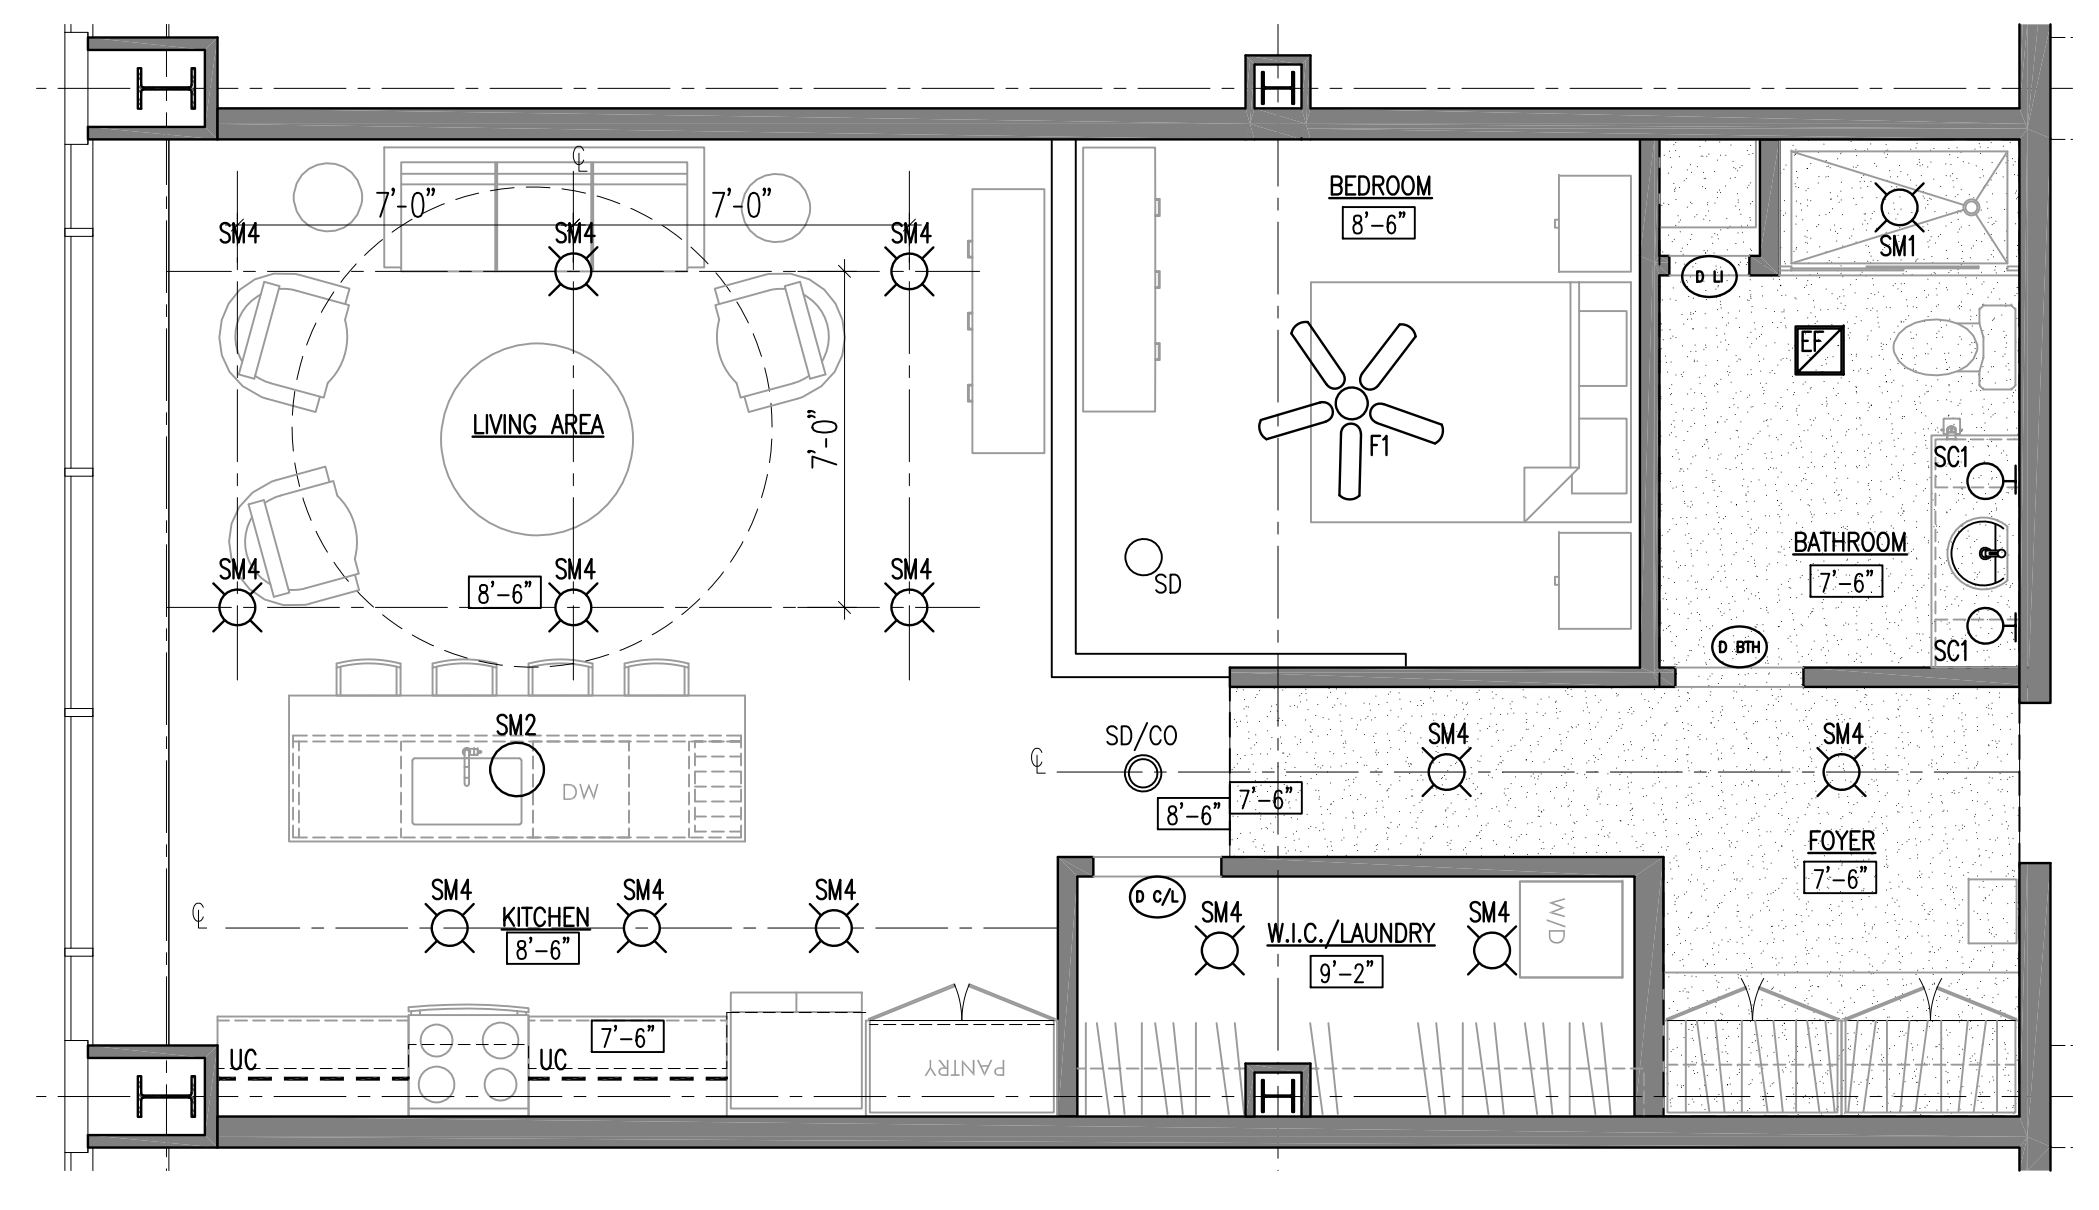 ℄
7'-0"
7'-0"
SM4
SM4
SM4
BEDROOM
8'-6"
SM1
D LI
EF
LIVING AREA
7'-0"
F1
SC1
BATHROOM
7'-6"
SM4
8'-6"
SM4
SM4
SD
D BTH
SC1
SM2
DW
SD/CO
℄
SM4
SM4
8'-6"
7'-6"
FOYER
7'-6"
℄
SM4
KITCHEN
8'-6"
SM4
SM4
D C/L
SM4
W.I.C./LAUNDRY
9'-2"
SM4
W/D
UC
UC
7'-6"
PANTRY